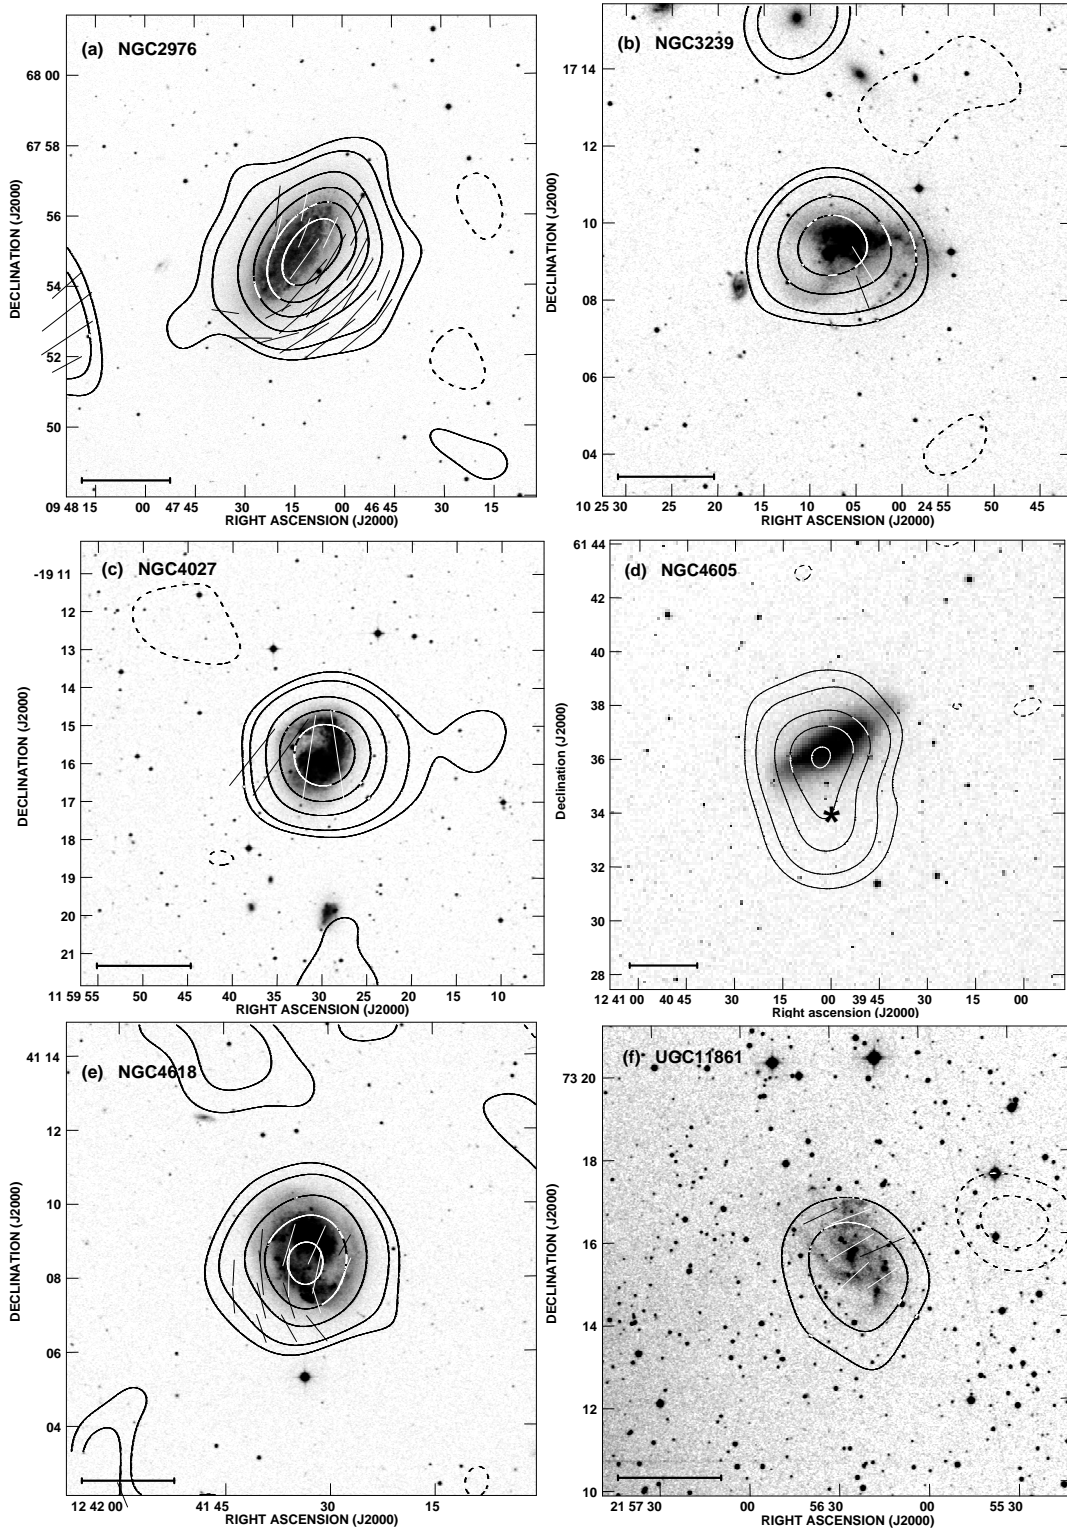 (a) NGC2976
68 00
67 58
56
54
52
50
DECLINATION (J2000)
09 48 15 00 47 45 30 15 00 46 45 30 15
RIGHT ASCENSION (J2000)
(b) NGC3239
17 14
12
10
08
06
04
DECLINATION (J2000)
10 25 30 25 20 15 10 05 00 24 55 50 45
RIGHT ASCENSION (J2000)
(c) NGC4027
-19 11
12
13
14
15
16
17
18
19
20
21
DECLINATION (J2000)
11 59 55 50 45 40 35 30 25 20 15 10
RIGHT ASCENSION (J2000)
(d) NGC4605
61 44
42
40
38
36
34
32
30
28
Declination (J2000)
*
12 41 00 40 45 30 15 00 39 45 30 15 00
Right ascension (J2000)
(e) NGC4618
41 14
12
10
08
06
04
DECLINATION (J2000)
12 42 00 41 45 30 15
RIGHT ASCENSION (J2000)
(f) UGC11861
73 20
18
16
14
12
10
DECLINATION (J2000)
21 57 30 00 56 30 00 55 30
RIGHT ASCENSION (J2000)